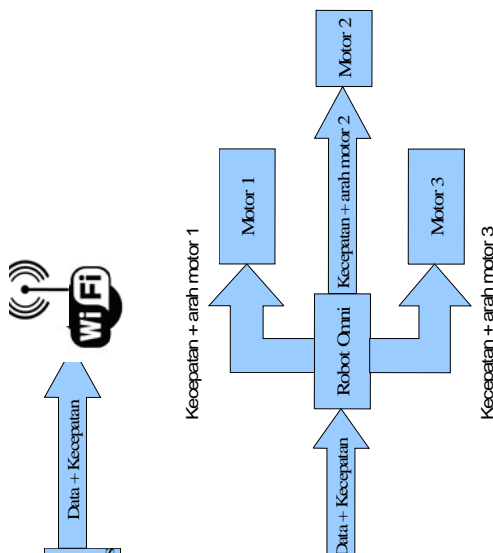 Data + Kecepatan
Wi Fi
Data + Kecepatan
Robot Omni
Kecepatan + arah motor 1
Motor 1
Kecepatan + arah motor 2
Motor 2
Kecepatan + arah motor 3
Motor 3